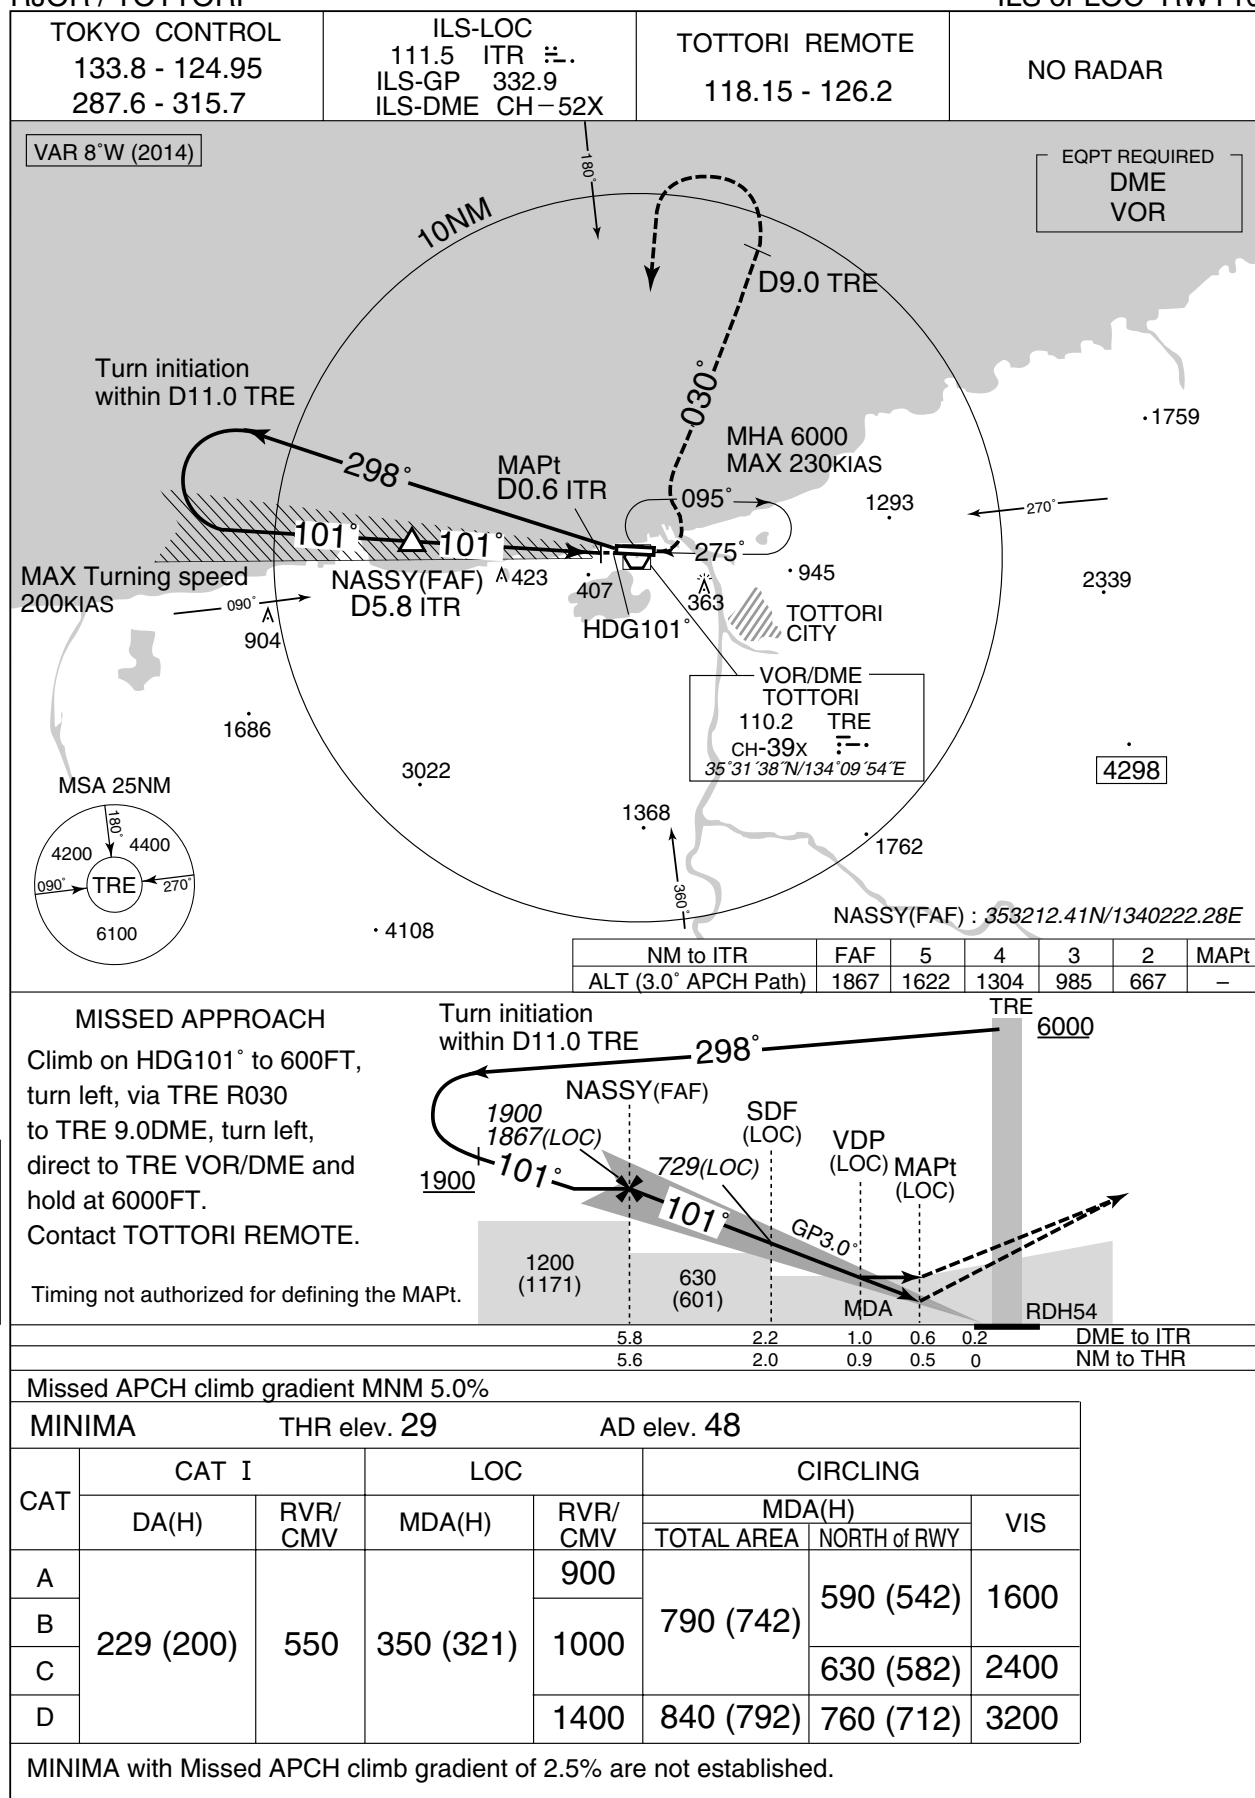 TOKYO CONTROL
133.8 - 124.95
287.6 - 315.7
ILS-LOC
111.5 ITR
ILS-GP 332.9
ILS-DME CH-52X
TOTTORI REMOTE
118.15 - 126.2
NO RADAR
VAR 8°W (2014)
EQPT REQUIRED
DME
VOR
180°
10NM
D9.0 TRE
Turn initiation
within D11.0 TRE
030°
1759
MHA 6000
MAX 230KIAS
298°
MAPt
D0.6 ITR
095°
1293
270°
101°
101°
275°
MAX Turning speed
200KIAS
NASSY(FAF)
D5.8 ITR
423
407
945
2339
090°
904
363
HDG101°
TOTTORI
CITY
VOR/DME
TOTTORI
110.2 TRE
CH-39X
35°31´38˝N/134°09´54˝E
1686
3022
4298
MSA 25NM
180°
4200
4400
090°
TRE
270°
6100
1368
1762
360°
4108
NASSY(FAF) : 353212.41N/1340222.28E
NM to ITR FAF 5 4 3 2 MAPt
ALT (3.0° APCH Path) 1867 1622 1304 985 667 –
MISSED APPROACH
Climb on HDG101° to 600FT,
turn left, via TRE R030
to TRE 9.0DME, turn left,
direct to TRE VOR/DME and
hold at 6000FT.
Contact TOTTORI REMOTE.
Timing not authorized for defining the MAPt.
Turn initiation
within D11.0 TRE
TRE
6000
298°
NASSY(FAF)
1900
1867(LOC)
SDF
(LOC)
VDP
(LOC)
MAPt
(LOC)
729(LOC)
1900
101°
101°
GP3.0°
1200
(1171)
630
(601)
MDA
RDH54
5.8 2.2 1.0 0.6 0.2 DME to ITR
5.6 2.0 0.9 0.5 0 NM to THR
Missed APCH climb gradient MNM 5.0%
MINIMA THR elev. 29 AD elev. 48
CAT
CAT I
LOC
CIRCLING
DA(H)
RVR/
CMV
MDA(H)
RVR/
CMV
MDA(H)
TOTAL AREA
NORTH of RWY
VIS
A
B
C
D
229 (200)
550
350 (321)
900
1000
1400
790 (742)
840 (792)
590 (542)
630 (582)
760 (712)
1600
2400
3200
MINIMA with Missed APCH climb gradient of 2.5% are not established.